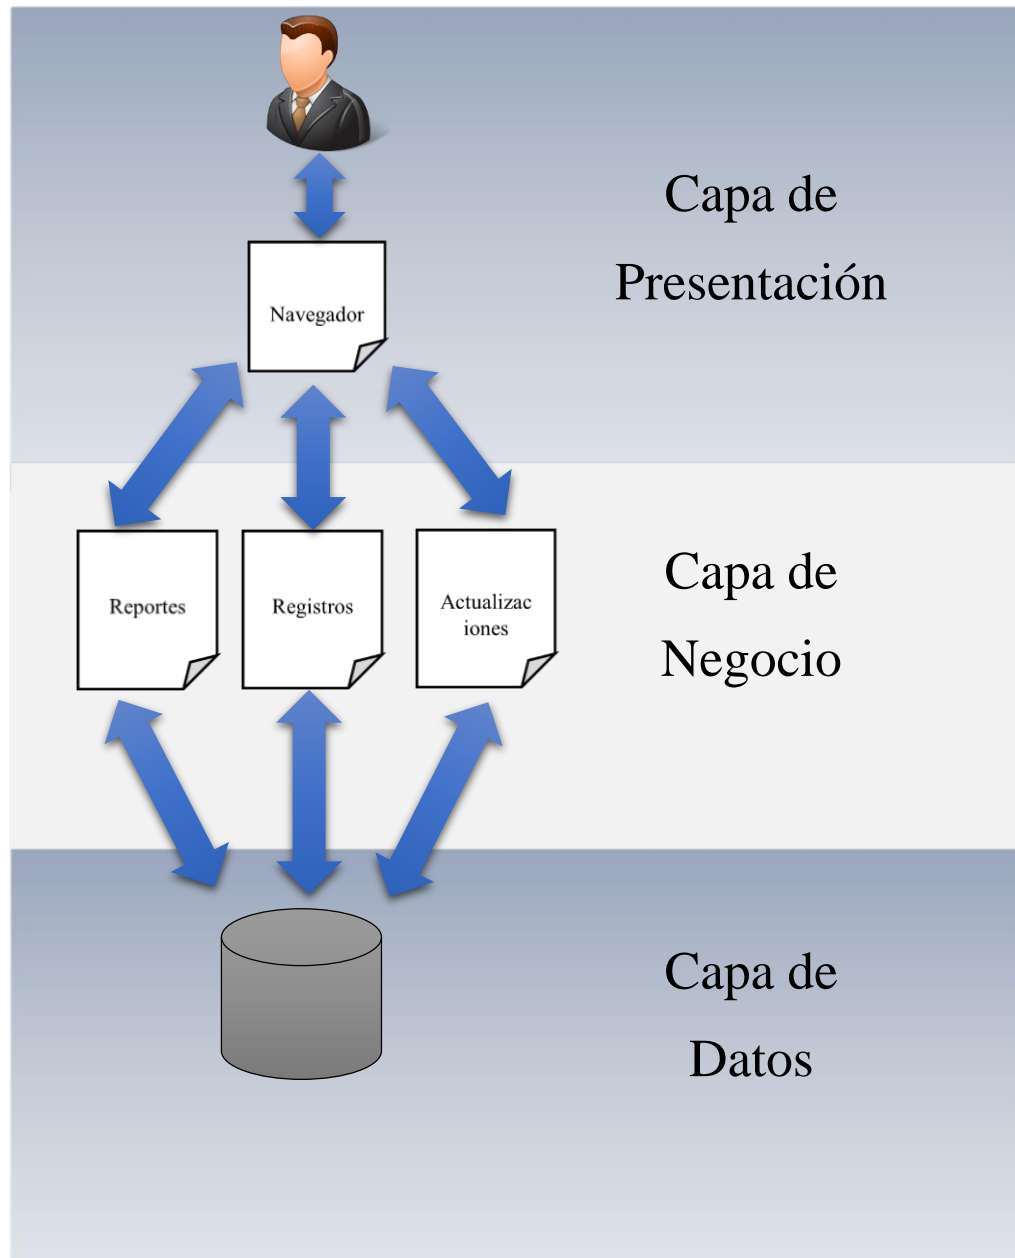 Capa de
Presentación
Navegador
Reportes
Registros
Actualizac
iones
Capa de
Negocio
Capa de
Datos